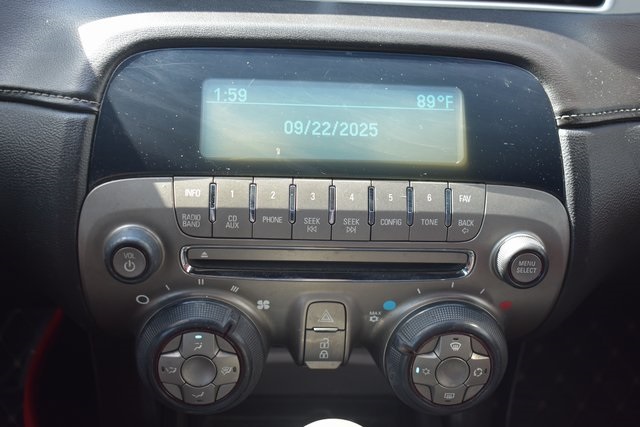 1:59 89°F
09/22/2025
INFO 1 2 3 4 5 6 FAV
RADIO BAND CD AUX PHONE SEEK SEEK CONFIG TONE BACK
VOL
MENU SELECT
MAX